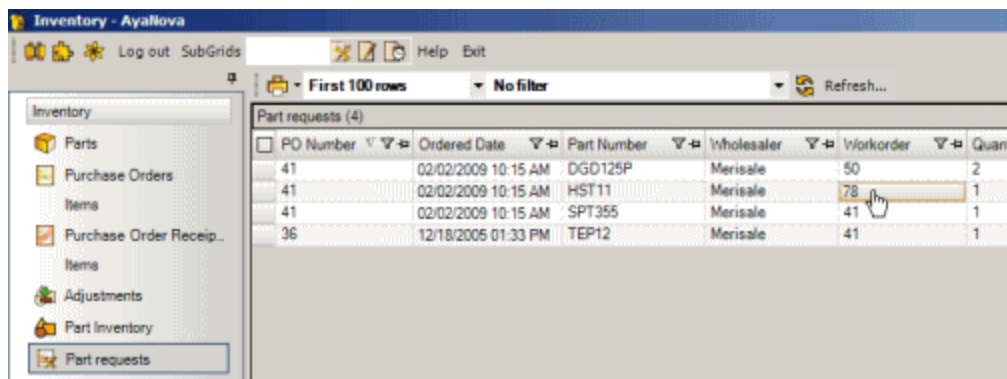 Inventory - AyaNova
Log out SubGrids Help Exit
First 100 rows No filter Refresh...
Inventory
Parts
Purchase Orders
Items
Purchase Order Receip...
Items
Adjustments
Part Inventory
Part requests
Part requests (4)
PO Number Ordered Date Part Number Wholesaler Workorder Quan
41 02/02/2009 10:15 AM DGD125P Merisale 50 2
41 02/02/2009 10:15 AM HST11 Merisale 78 1
41 02/02/2009 10:15 AM SPT355 Merisale 41 1
36 12/18/2005 01:33 PM TEP12 Merisale 41 1